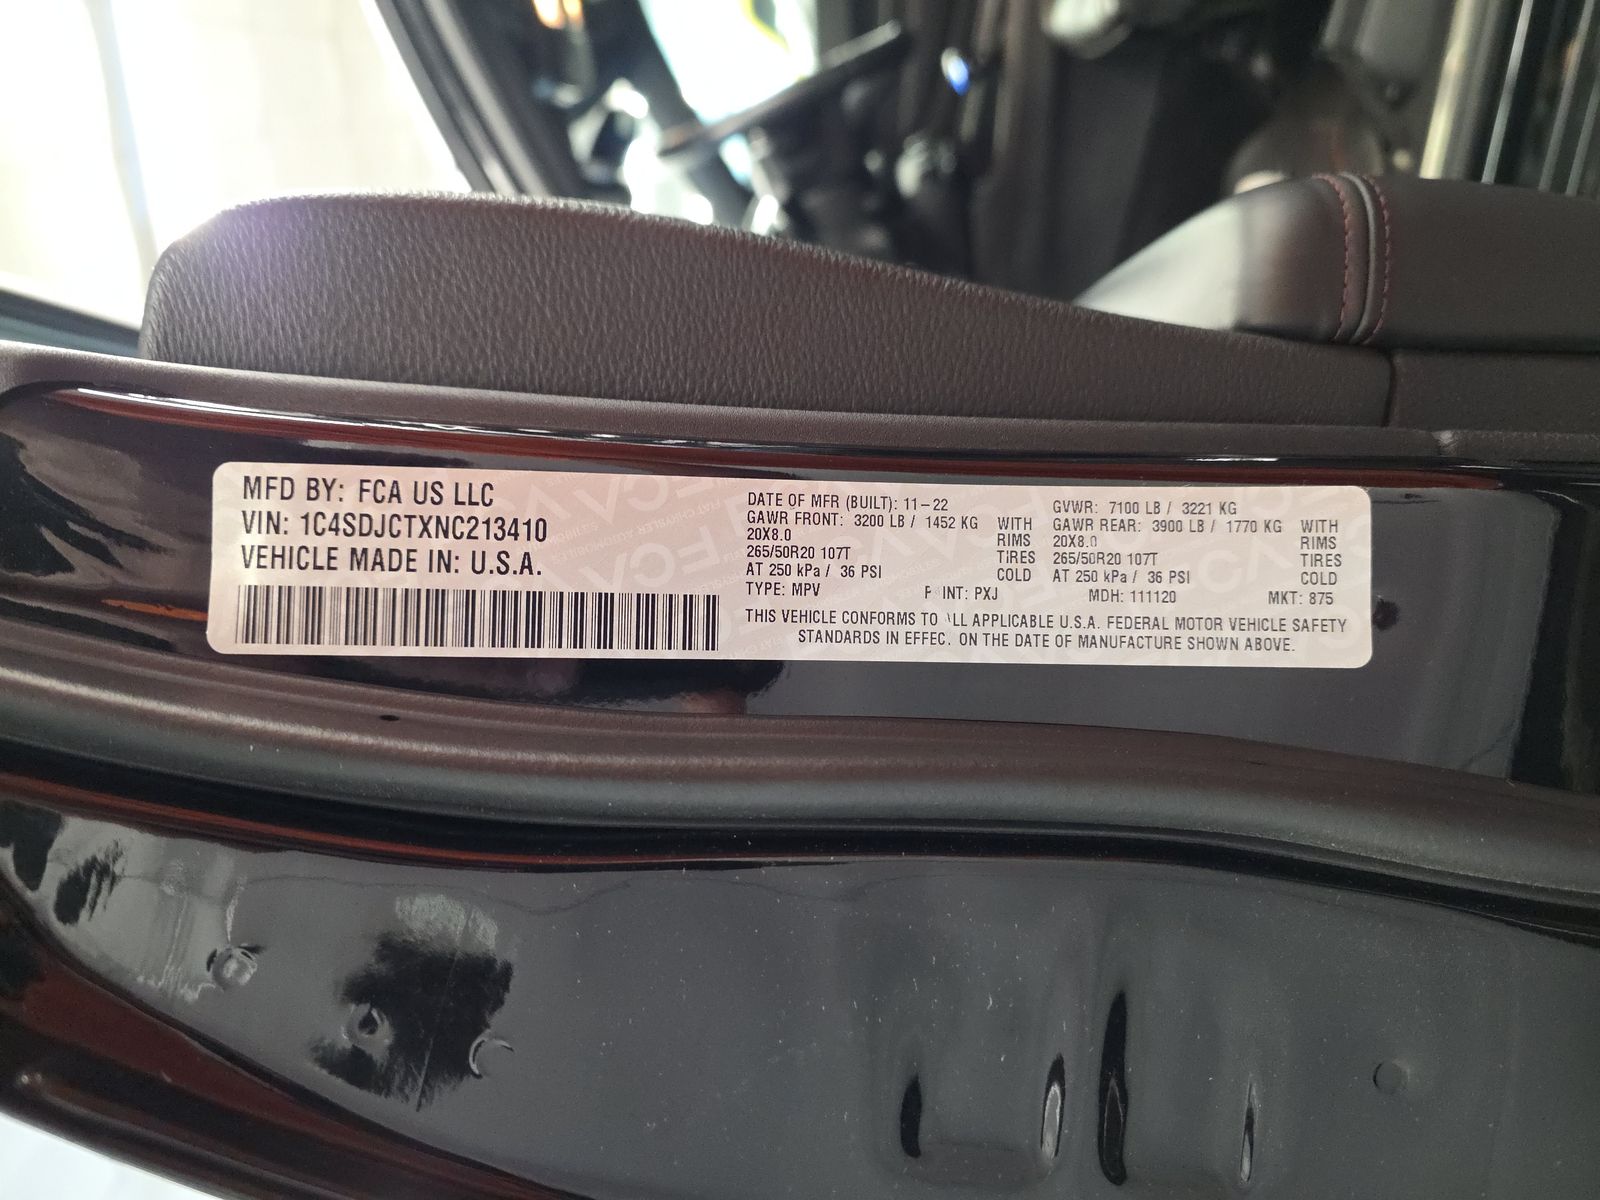 MFD BY: FCA US LLC
VIN: 1C4SDJCTXNC213410
VEHICLE MADE IN: U.S.A.
DATE OF MFR (BUILT): 11-22
GVWR: 7100 LB / 3221 KG
GAWR FRONT: 3200 LB / 1452 KG WITH
20X8.0 RIMS
265/50R20 107T TIRES
AT 250 kPa / 36 PSI COLD
GAWR REAR: 3900 LB / 1770 KG WITH
20X8.0 RIMS
265/50R20 107T TIRES
AT 250 kPa / 36 PSI COLD
TYPE: MPV P INT: PXJ MDH: 111120 MKT: 875
THIS VEHICLE CONFORMS TO LL APPLICABLE U.S.A. FEDERAL MOTOR VEHICLE SAFETY
STANDARDS IN EFFEC. ON THE DATE OF MANUFACTURE SHOWN ABOVE.